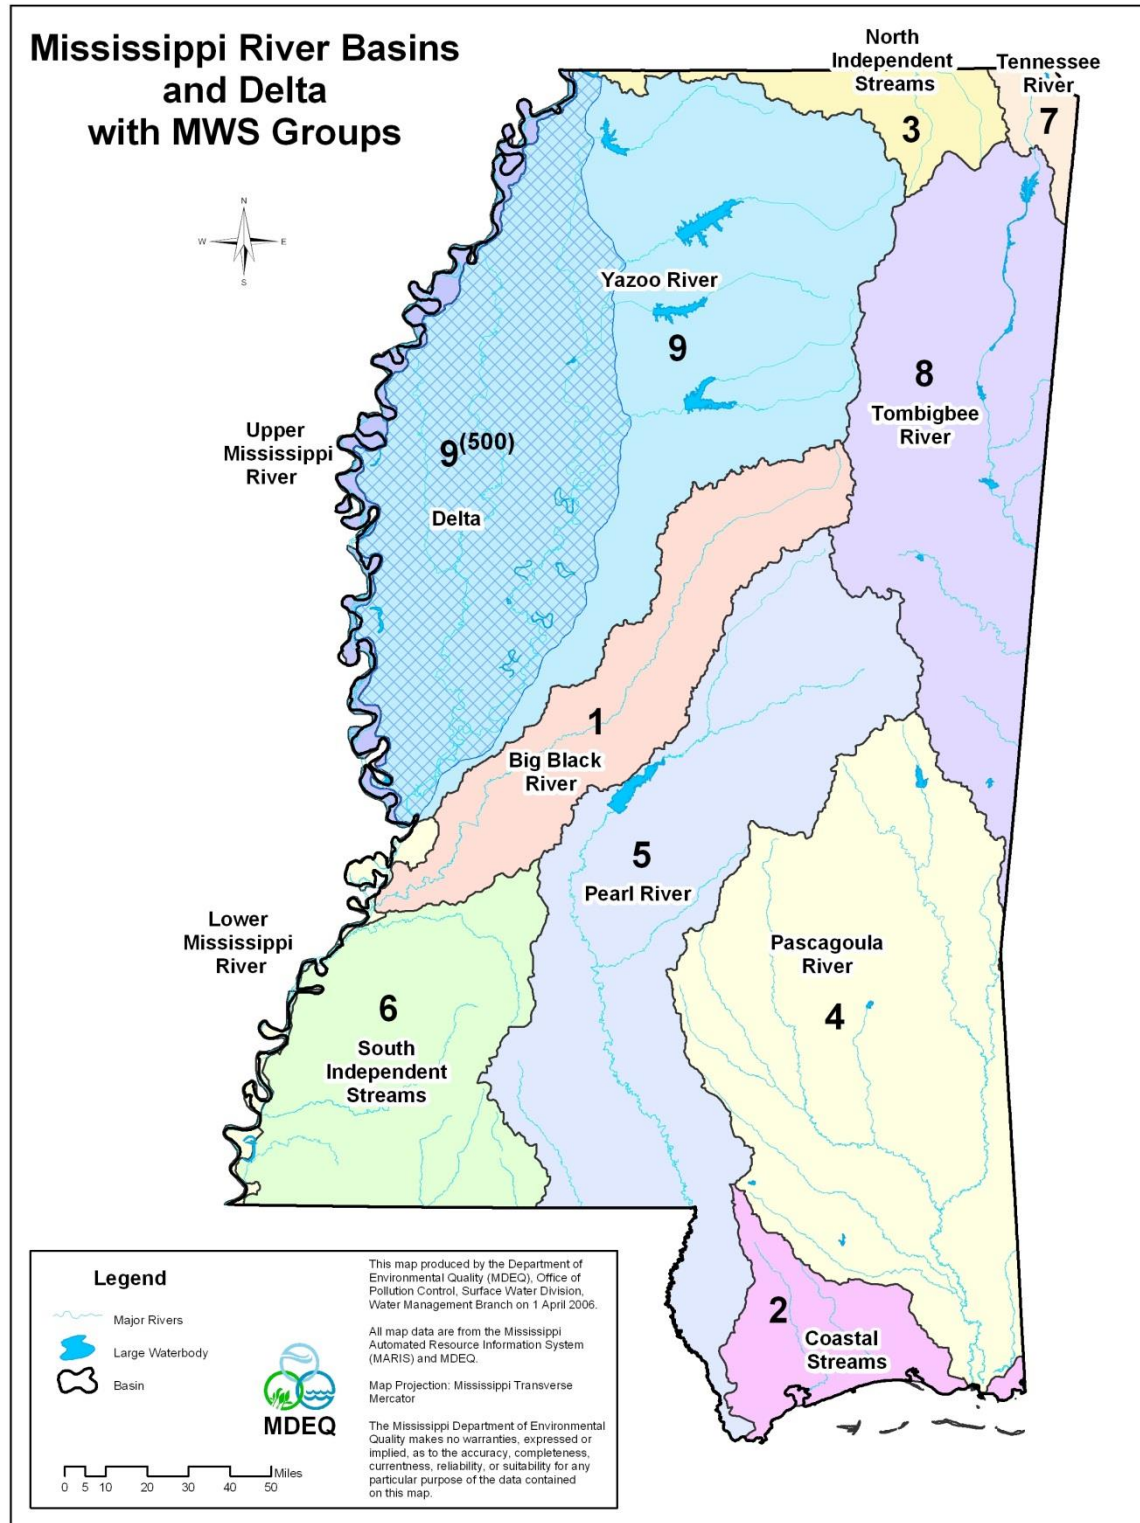 Mississippi River Basins
and Delta
with MWS Groups
N
W
E
S
North
Independent
Streams
3
Tennessee
River
7
Yazoo River
9
8
Tombigbee
River
Upper
Mississippi
River
9(500)
Delta
1
Big Black
River
5
Pearl River
Lower
Mississippi
River
Pascagoula
River
4
6
South
Independent
Streams
2
Coastal
Streams
Legend
Major Rivers
Large Waterbody
Basin
MDEQ
0 5 10 20 30 40 50
Miles
This map produced by the Department of
Environmental Quality (MDEQ), Office of
Pollution Control, Surface Water Division,
Water Management Branch on 1 April 2006.
All map data are from the Mississippi
Automated Resource Information System
(MARIS) and MDEQ.
Map Projection: Mississippi Transverse
Mercator
The Mississippi Department of Environmental
Quality makes no warranties, expressed or
implied, as to the accuracy, completeness,
currentness, reliability, or suitability for any
particular purpose of the data contained
on this map.